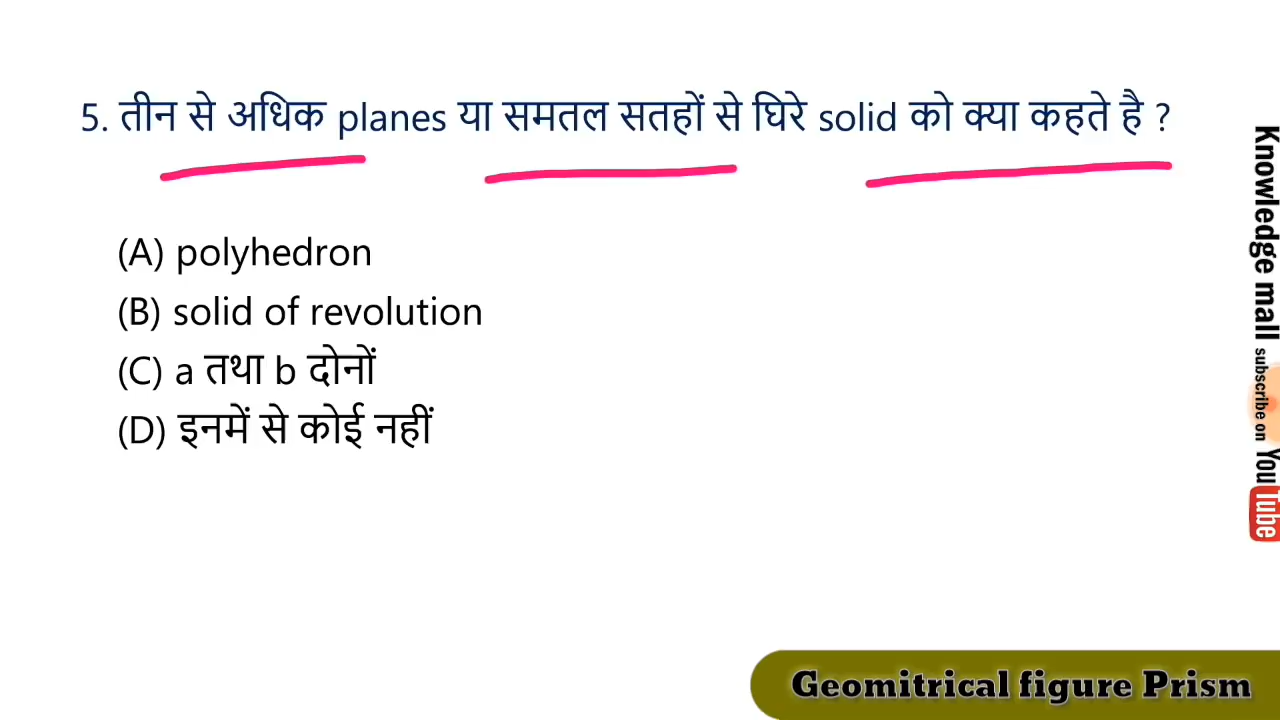 5. तीन से अधिक planes या समतल सतहों से घिरे solid को क्या कहते है ?
(A) polyhedron
(B) solid of revolution
(C) a तथा b दोनों
(D) इनमें से कोई नहीं
Knowledge mall subscribe on YouTube
Geomitrical figure Prism